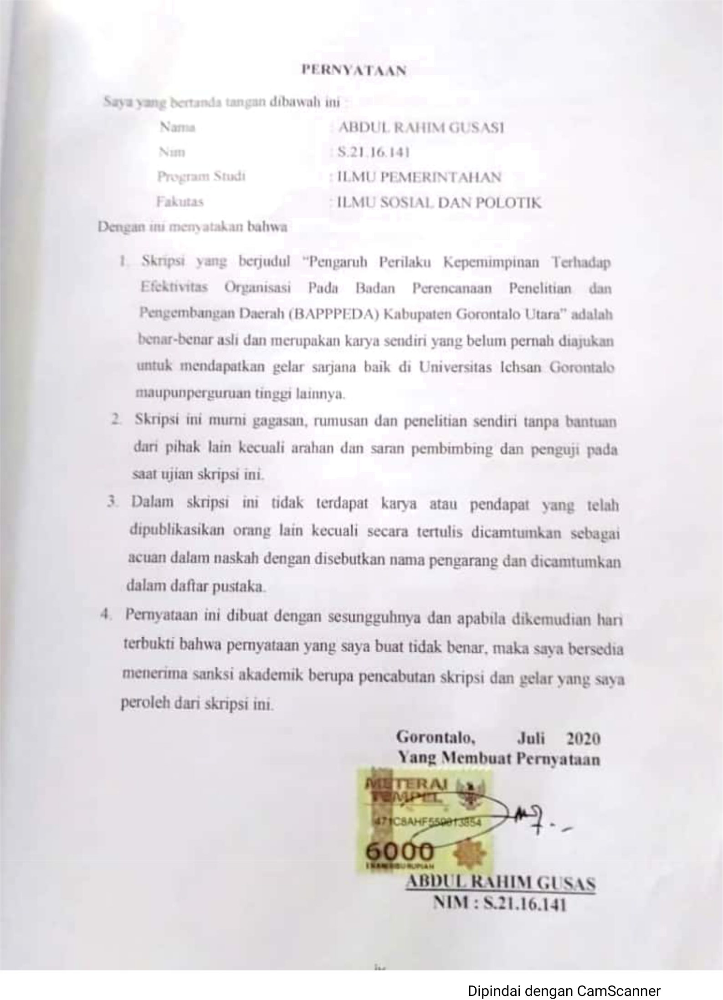 PERNYATAAN
Saya yang bertanda tangan dibawah ini :
Nama : ABDUL RAHIM GUSASI
Nim : S.21.16.141
Program Studi : ILMU PEMERINTAHAN
Fakutas : ILMU SOSIAL DAN POLOTIK
Dengan ini menyatakan bahwa
1. Skripsi yang berjudul “Pengaruh Perilaku Kepemimpinan Terhadap
Efektivitas Organisasi Pada Badan Perencanaan Penelitian dan
Pengembangan Daerah (BAPPPEDA) Kabupaten Gorontalo Utara” adalah
benar-benar asli dan merupakan karya sendiri yang belum pernah diajukan
untuk mendapatkan gelar sarjana baik di Universitas Ichsan Gorontalo
maupunperguruan tinggi lainnya.
2. Skripsi ini murni gagasan, rumusan dan penelitian sendiri tanpa bantuan
dari pihak lain kecuali arahan dan saran pembimbing dan penguji pada
saat ujian skripsi ini.
3. Dalam skripsi ini tidak terdapat karya atau pendapat yang telah
dipublikasikan orang lain kecuali secara tertulis dicamtumkan sebagai
acuan dalam naskah dengan disebutkan nama pengarang dan dicamtumkan
dalam daftar pustaka.
4. Pernyataan ini dibuat dengan sesungguhnya dan apabila dikemudian hari
terbukti bahwa pernyataan yang saya buat tidak benar, maka saya bersedia
menerima sanksi akademik berupa pencabutan skripsi dan gelar yang saya
peroleh dari skripsi ini.
Gorontalo, Juli 2020
Yang Membuat Pernyataan
METERAI
TEMPEL
471C8AHF559013854
6000
ENAM RIBU RUPIAH
ABDUL RAHIM GUSAS
NIM : S.21.16.141
Dipindai dengan CamScanner